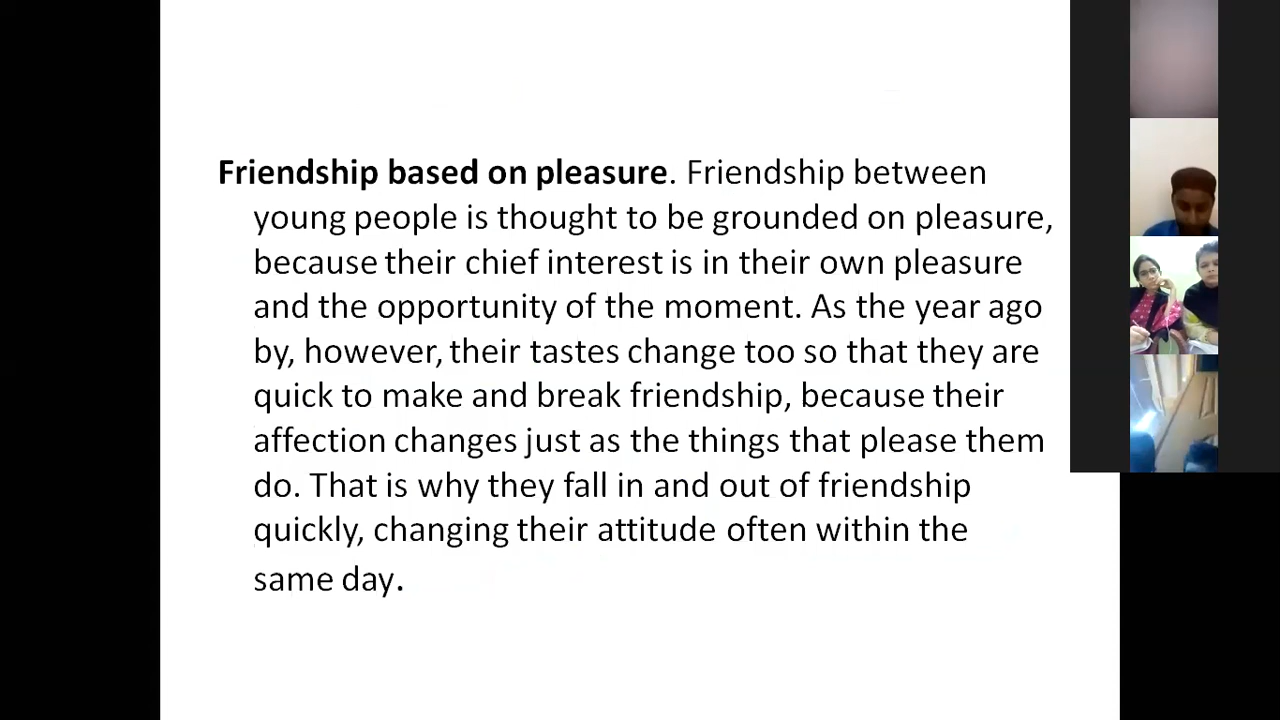 Friendship based on pleasure. Friendship between
young people is thought to be grounded on pleasure,
because their chief interest is in their own pleasure
and the opportunity of the moment. As the year ago
by, however, their tastes change too so that they are
quick to make and break friendship, because their
affection changes just as the things that please them
do. That is why they fall in and out of friendship
quickly, changing their attitude often within the
same day.